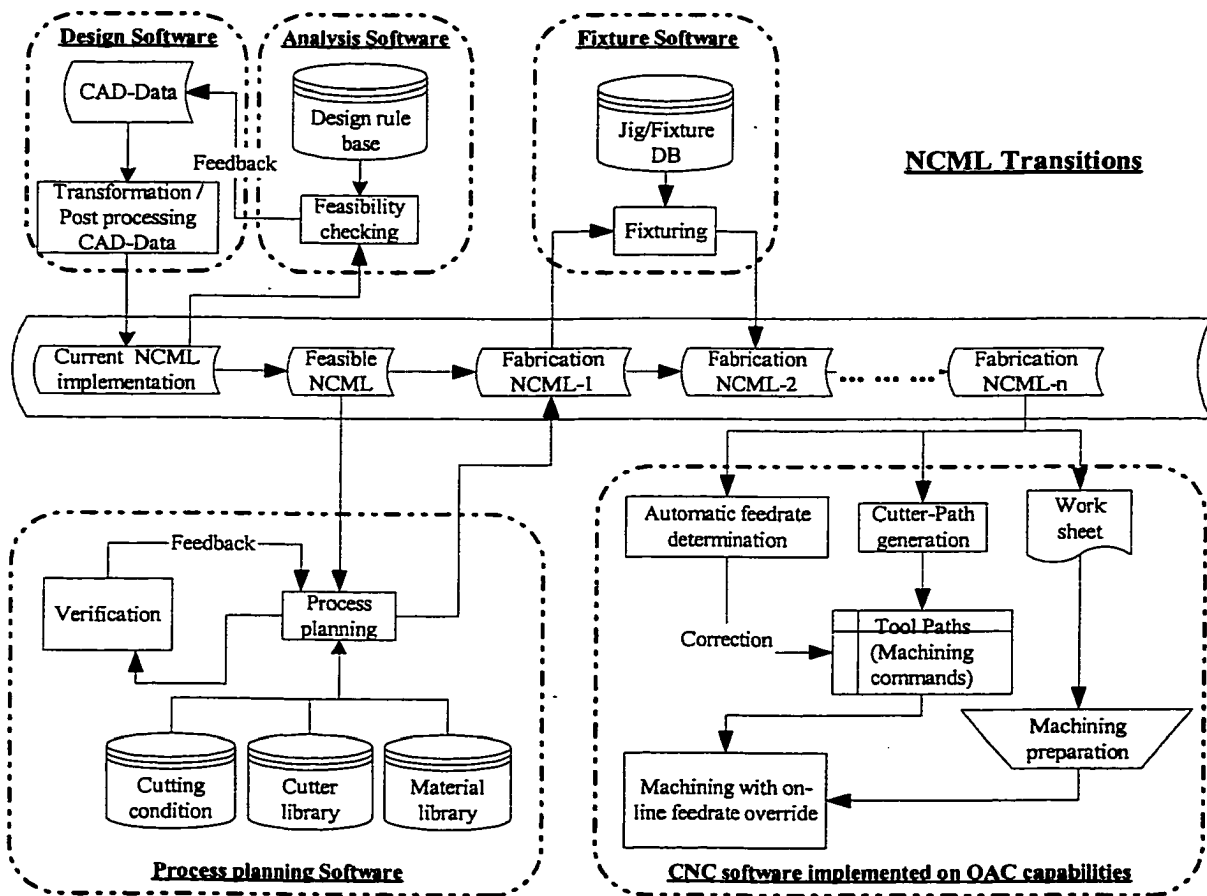 Design Software
Analysis Software
Fixture Software
CAD-Data
Design rule
base
Jig/Fixture
DB
NCML Transitions
Feedback
Transformation /
Post processing
CAD-Data
Feasibility
checking
Fixturing
Current NCML
implementation
Feasible
NCML
Fabrication
NCML-1
Fabrication
NCML-2
Fabrication
NCML-n
Feedback
Verification
Process
planning
Cutting
condition
Cutter
library
Material
library
Process planning Software
Automatic feedrate
determination
Cutter-Path
generation
Work
sheet
Correction
Tool Paths
(Machining
commands)
Machining
preparation
Machining with on-
line feedrate override
CNC software implemented on OAC capabilities